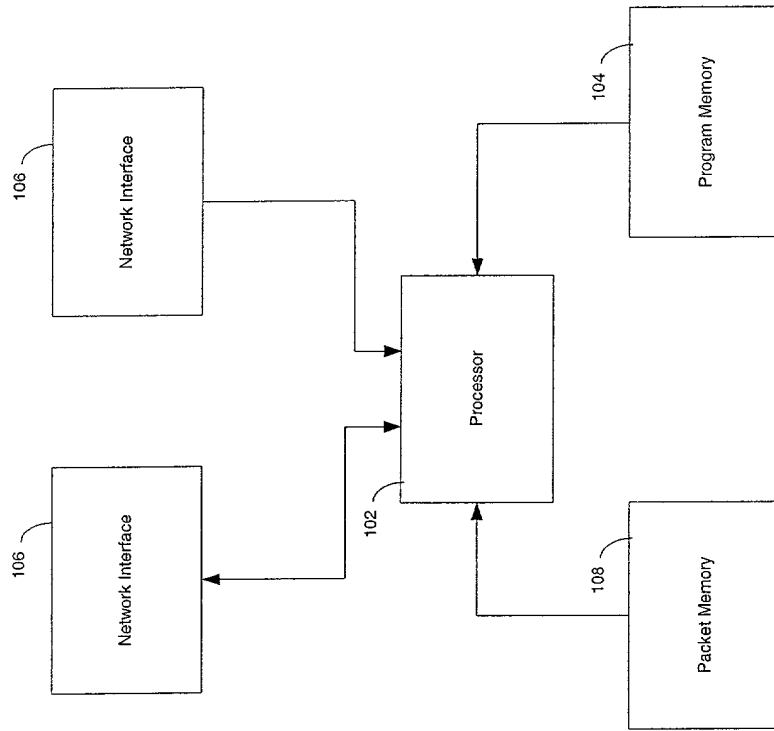 106
Network Interface
106
Network Interface
102
Processor
108
Packet Memory
104
Program Memory